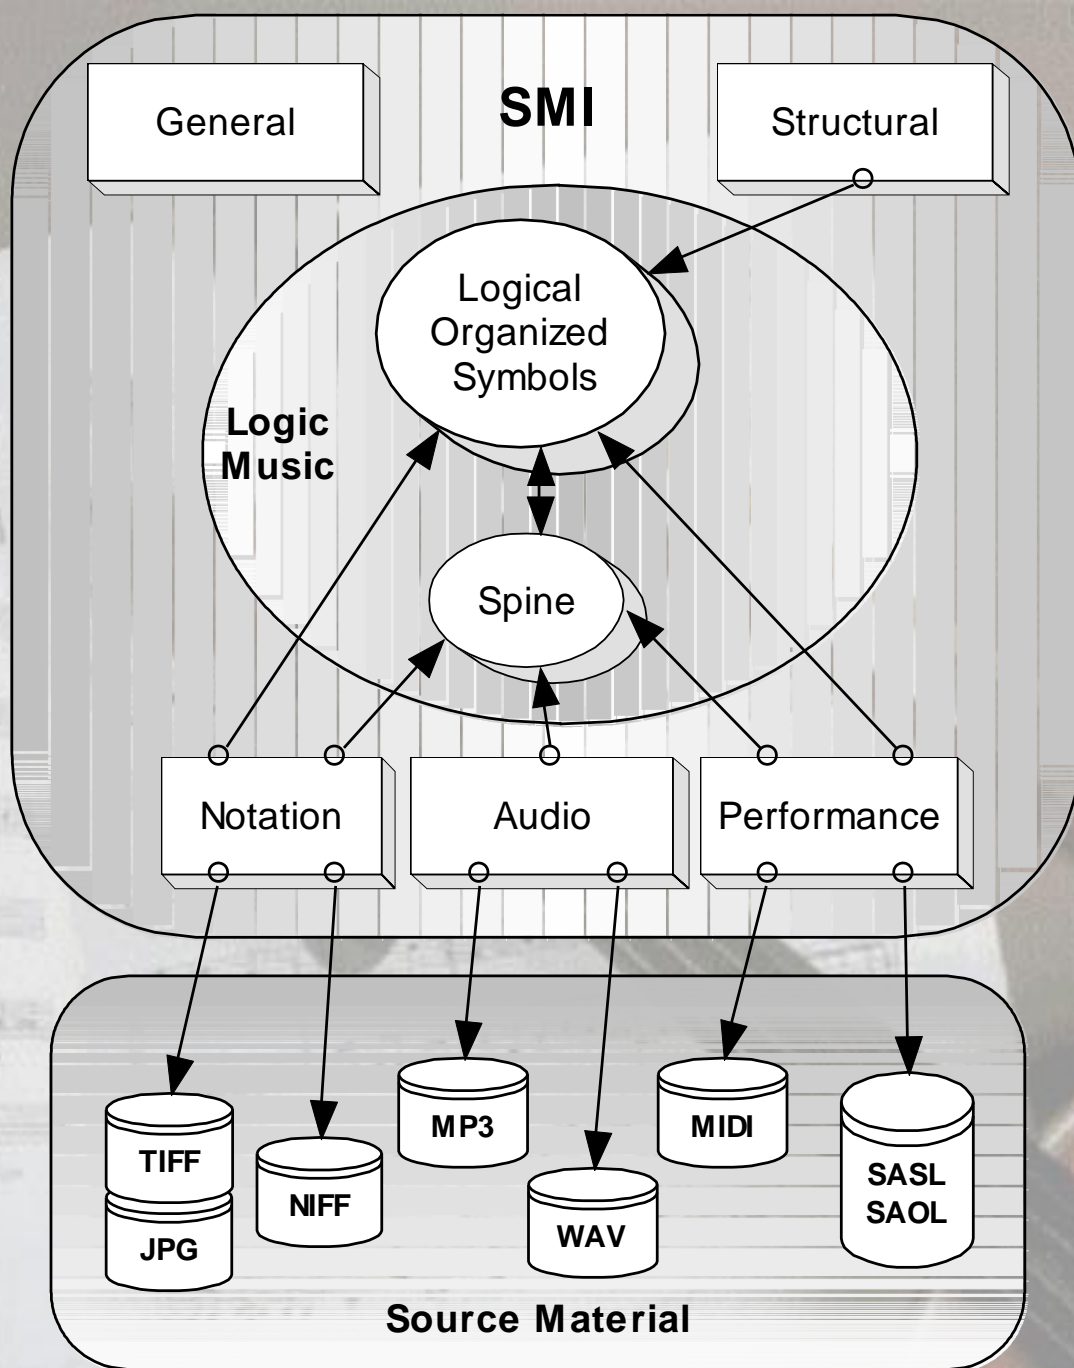 SMI
General
Structural
Logical
Organized
Symbols
Logic
Music
Spine
Notation
Audio
Performance
TIFF
JPG
NIFF
MP3
WAV
MIDI
SASL
SAOL
Source Material